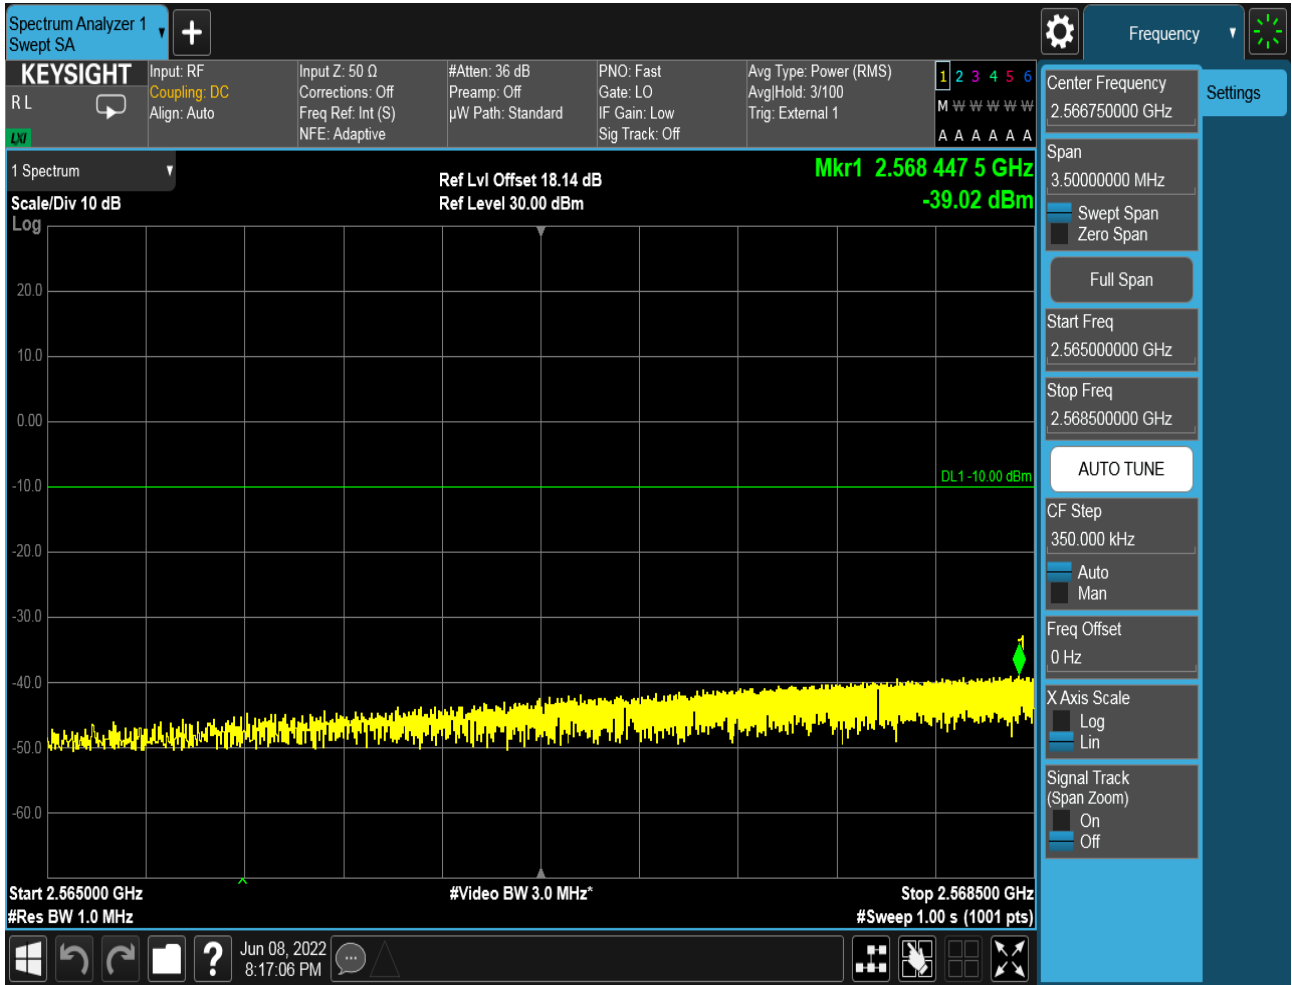 Spectrum Analyzer 1
Swept SA
Frequency
KEYSIGHT
R L
LXI
Input: RF
Coupling: DC
Align: Auto
Input Z: 50 Ω
Corrections: Off
Freq Ref: Int (S)
NFE: Adaptive
#Atten: 36 dB
Preamp: Off
µW Path: Standard
PNO: Fast
Gate: LO
IF Gain: Low
Sig Track: Off
Avg Type: Power (RMS)
Avg|Hold: 3/100
Trig: External 1
1 2 3 4 5 6
M W W W W W
A A A A A A
1 Spectrum
Scale/Div 10 dB
Log
Ref Lvl Offset 18.14 dB
Ref Level 30.00 dBm
Mkr1 2.568 447 5 GHz
-39.02 dBm
20.0
10.0
0.00
-10.0
-20.0
-30.0
-40.0
-50.0
-60.0
DL1 -10.00 dBm
1
Start 2.565000 GHz
#Res BW 1.0 MHz
#Video BW 3.0 MHz*
Stop 2.568500 GHz
#Sweep 1.00 s (1001 pts)
Jun 08, 2022
8:17:06 PM
Center Frequency
2.566750000 GHz
Span
3.50000000 MHz
Swept Span
Zero Span
Full Span
Start Freq
2.565000000 GHz
Stop Freq
2.568500000 GHz
AUTO TUNE
CF Step
350.000 kHz
Auto
Man
Freq Offset
0 Hz
X Axis Scale
Log
Lin
Signal Track
(Span Zoom)
On
Off
Settings